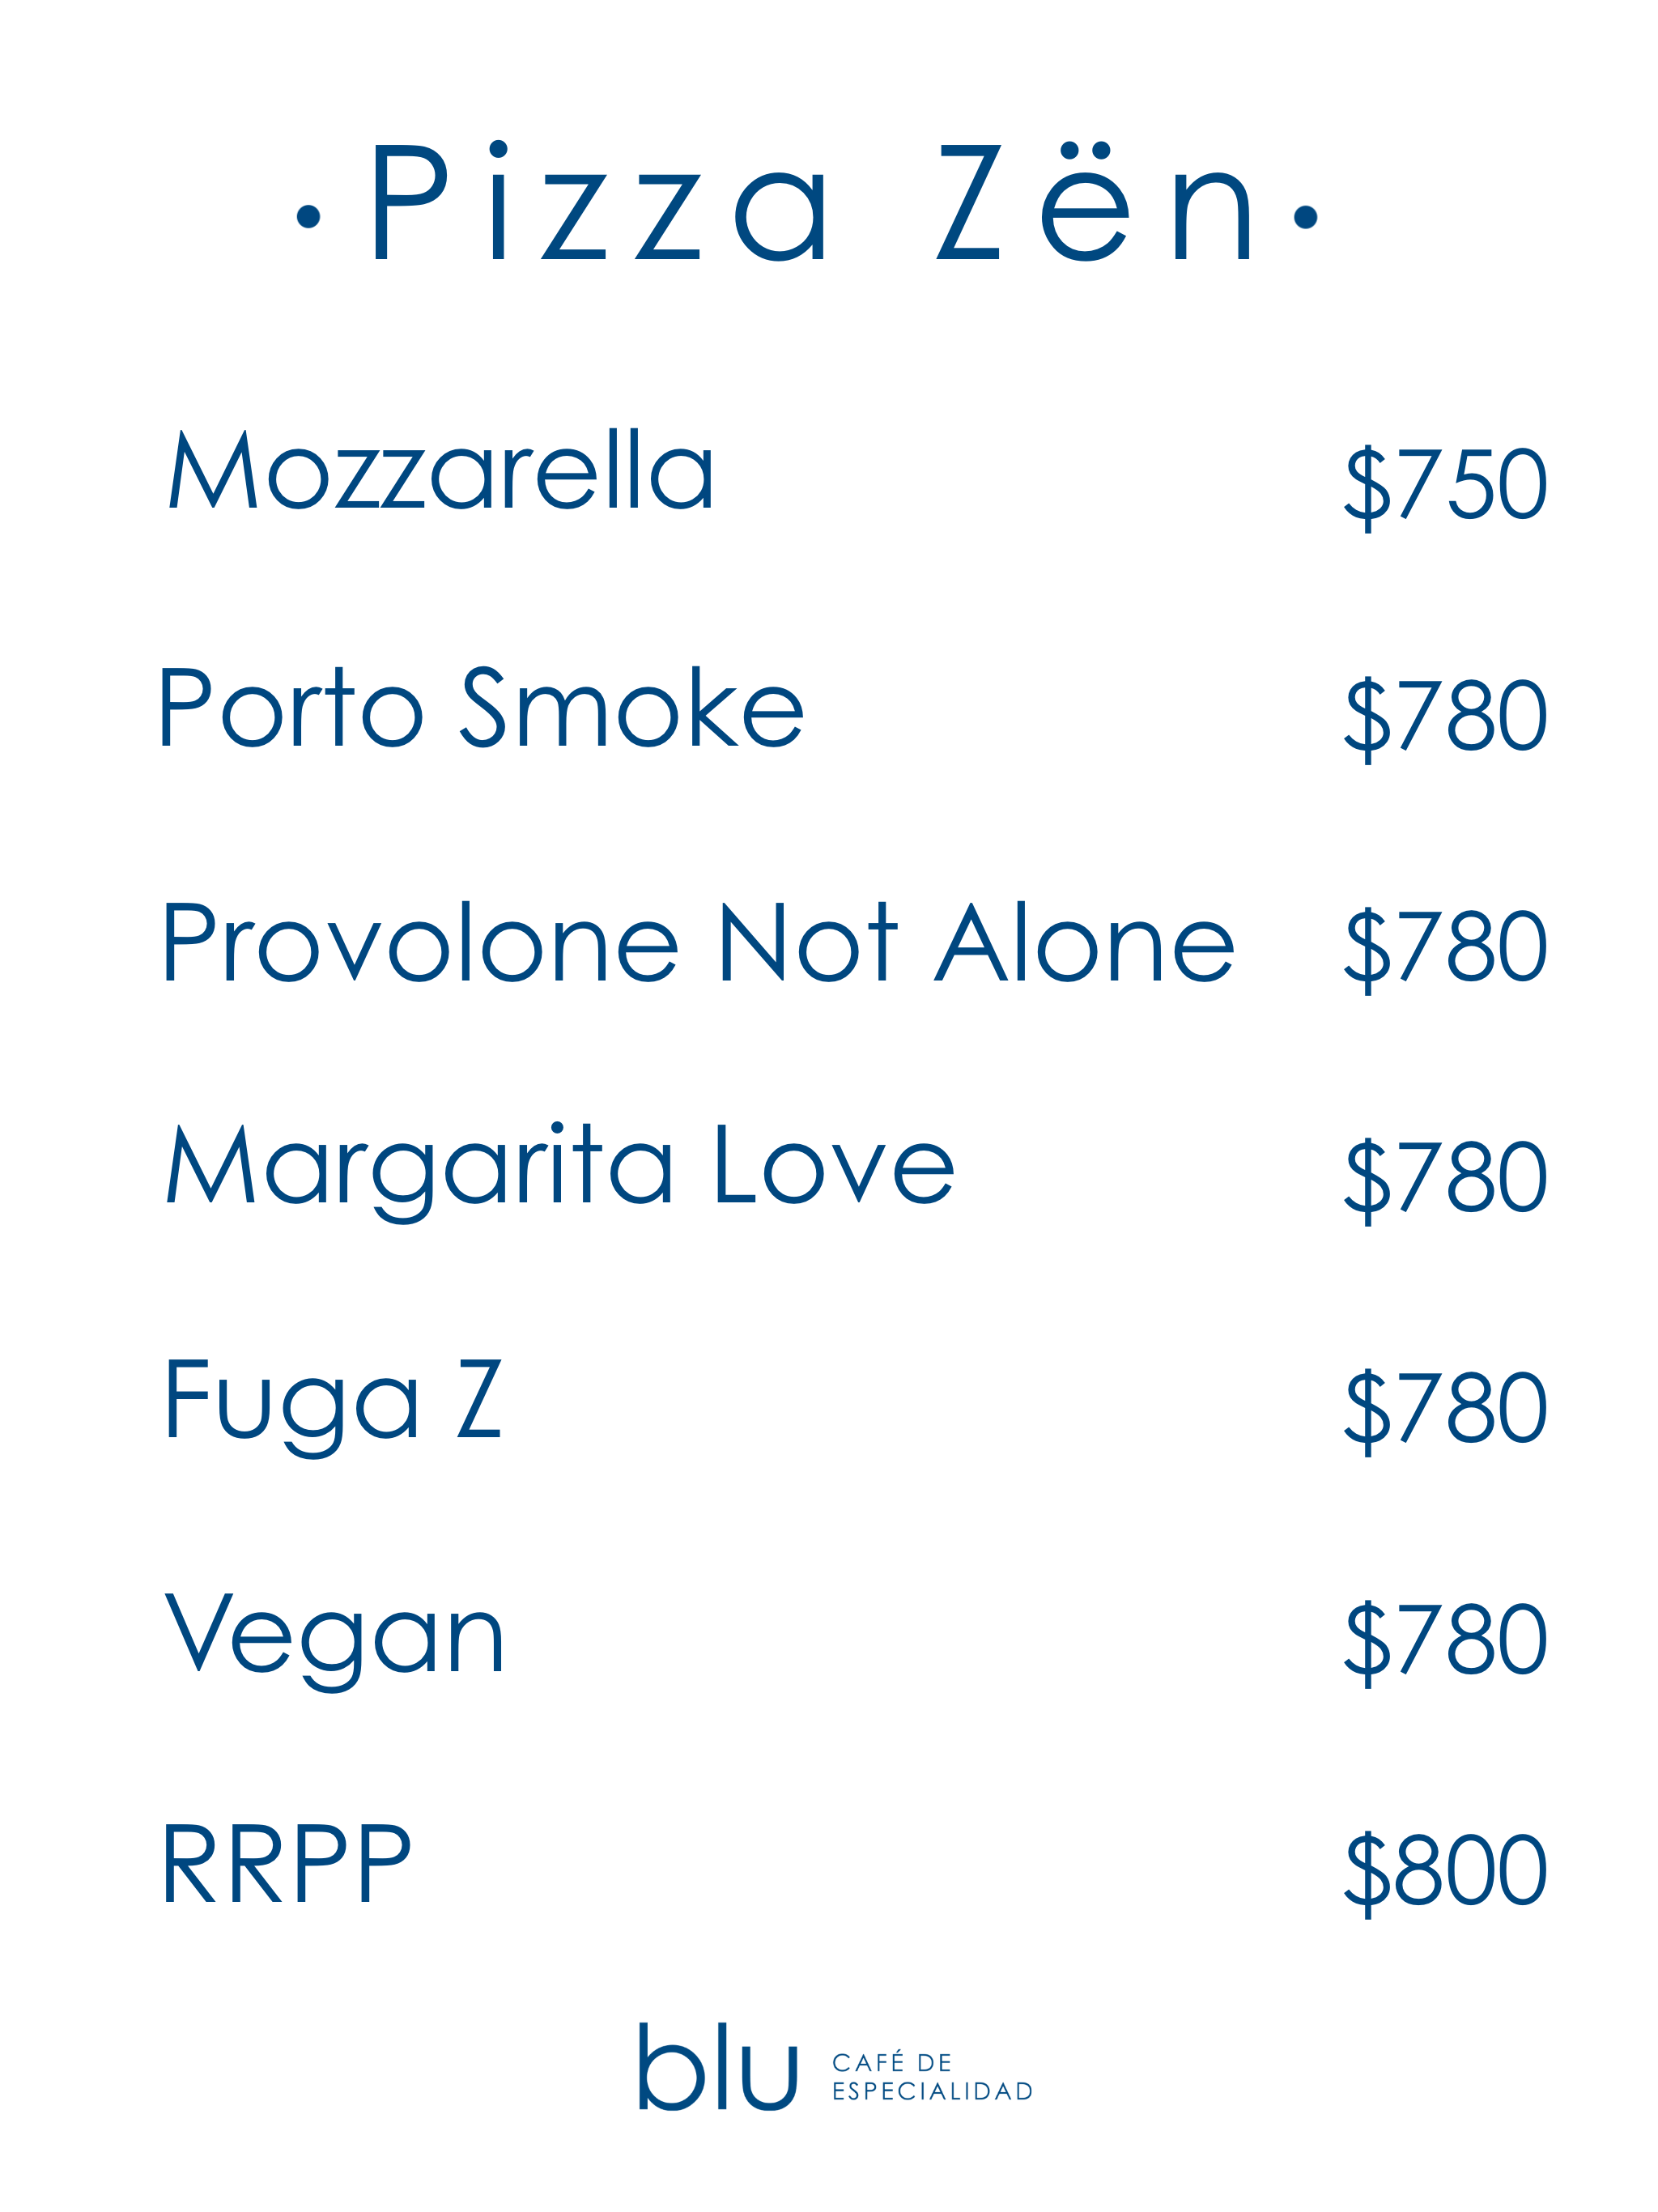 • Pizza Zën •
Mozzarella $750
Porto Smoke $780
Provolone Not Alone $780
Margarita Love $780
Fuga Z $780
Vegan $780
RRPP $800
blu CAFÉ DE
ESPECIALIDAD